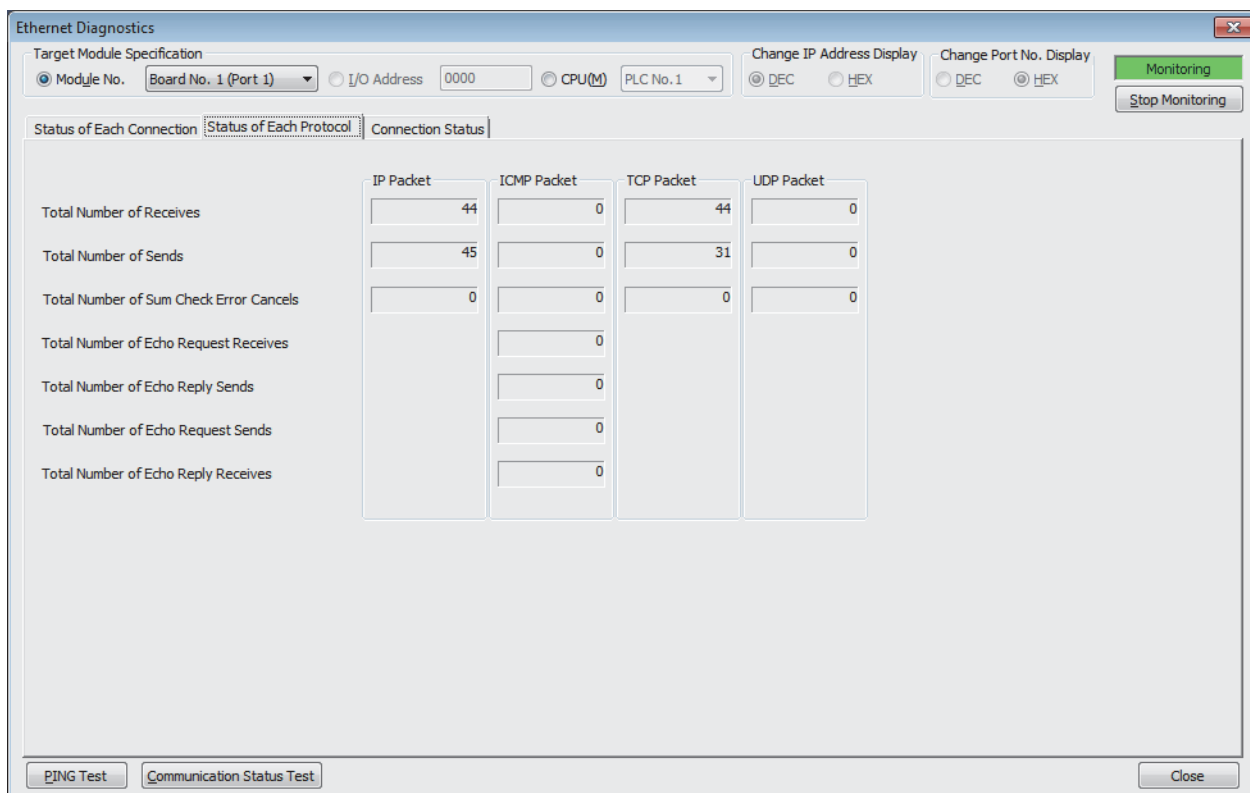 Ethernet Diagnostics
Target Module Specification
Change IP Address Display
Change Port No. Display
Module No. Board No. 1 (Port 1) I/O Address 0000 CPU(M) PLC No.1 DEC HEX DEC HEX
Monitoring
Stop Monitoring
Status of Each Connection Status of Each Protocol Connection Status
IP Packet ICMP Packet TCP Packet UDP Packet
Total Number of Receives 44 0 44 0
Total Number of Sends 45 0 31 0
Total Number of Sum Check Error Cancels 0 0 0 0
Total Number of Echo Request Receives 0
Total Number of Echo Reply Sends 0
Total Number of Echo Request Sends 0
Total Number of Echo Reply Receives 0
PING Test Communication Status Test Close